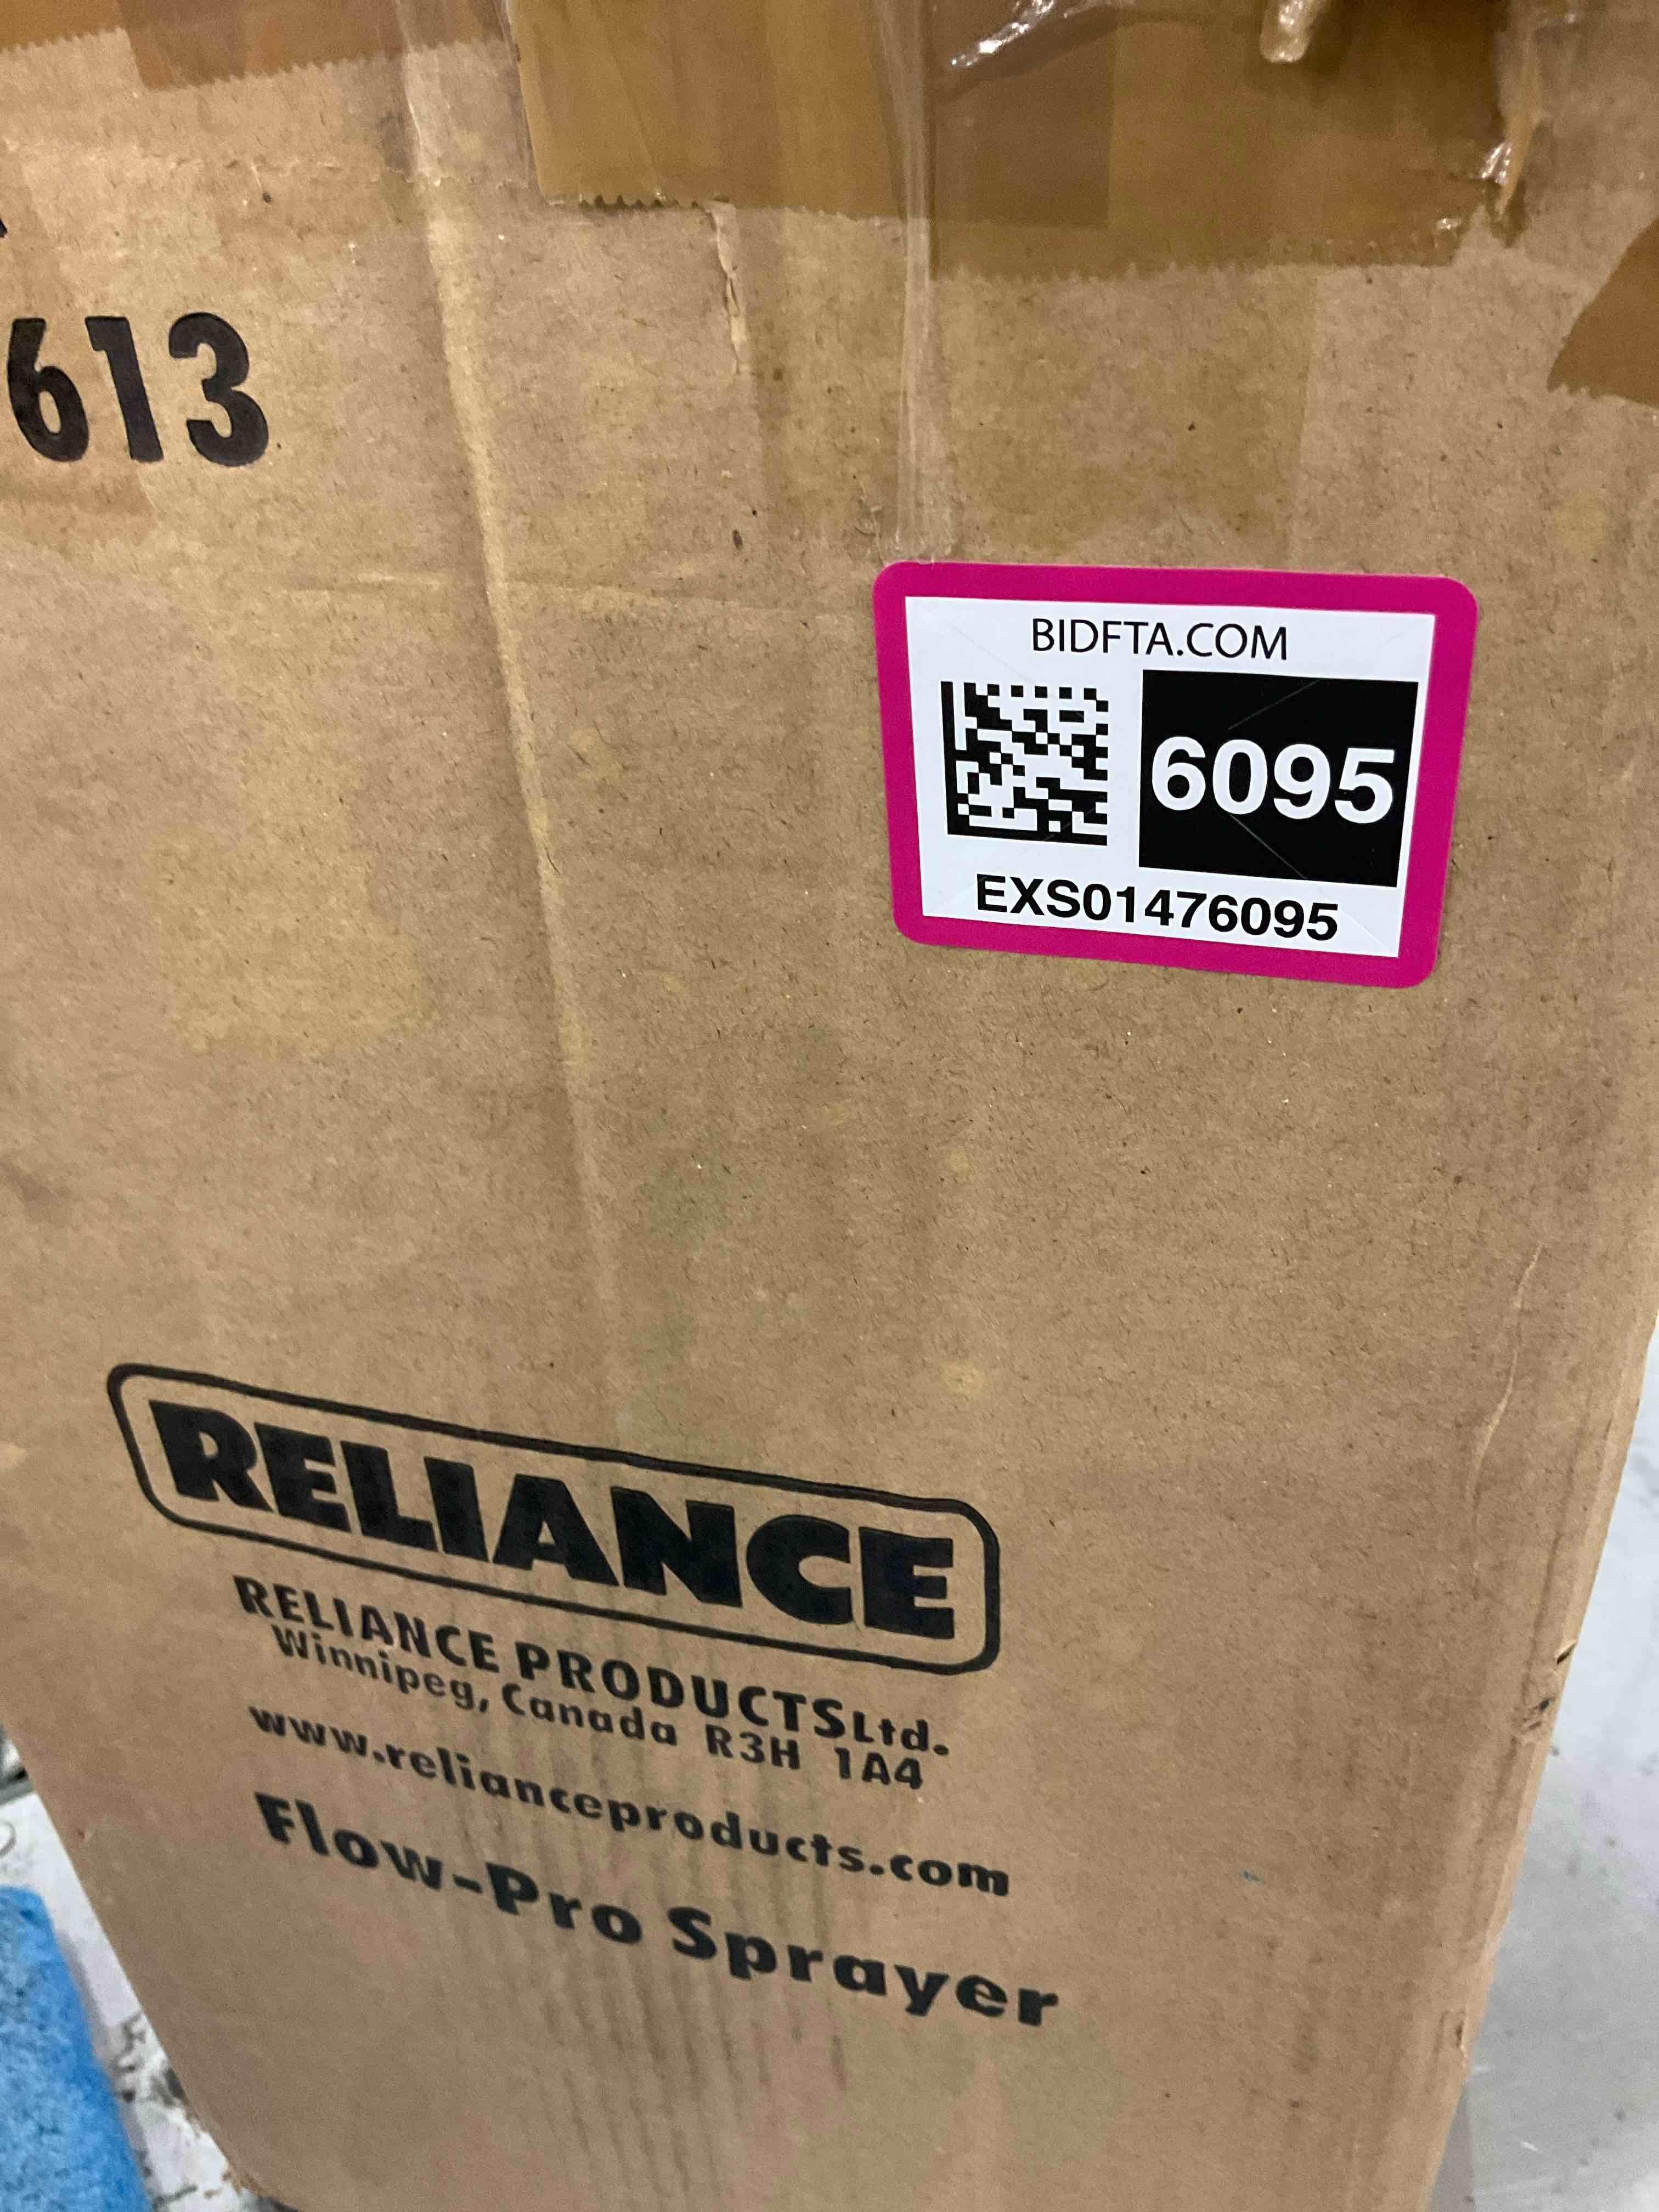 613
BIDFTA.COM
6095
EXS01476095
RELIANCE
RELIANCE PRODUCTS Ltd.
Winnipeg, Canada R3H 1A4
www.relianceproducts.com
Flow-Pro Sprayer